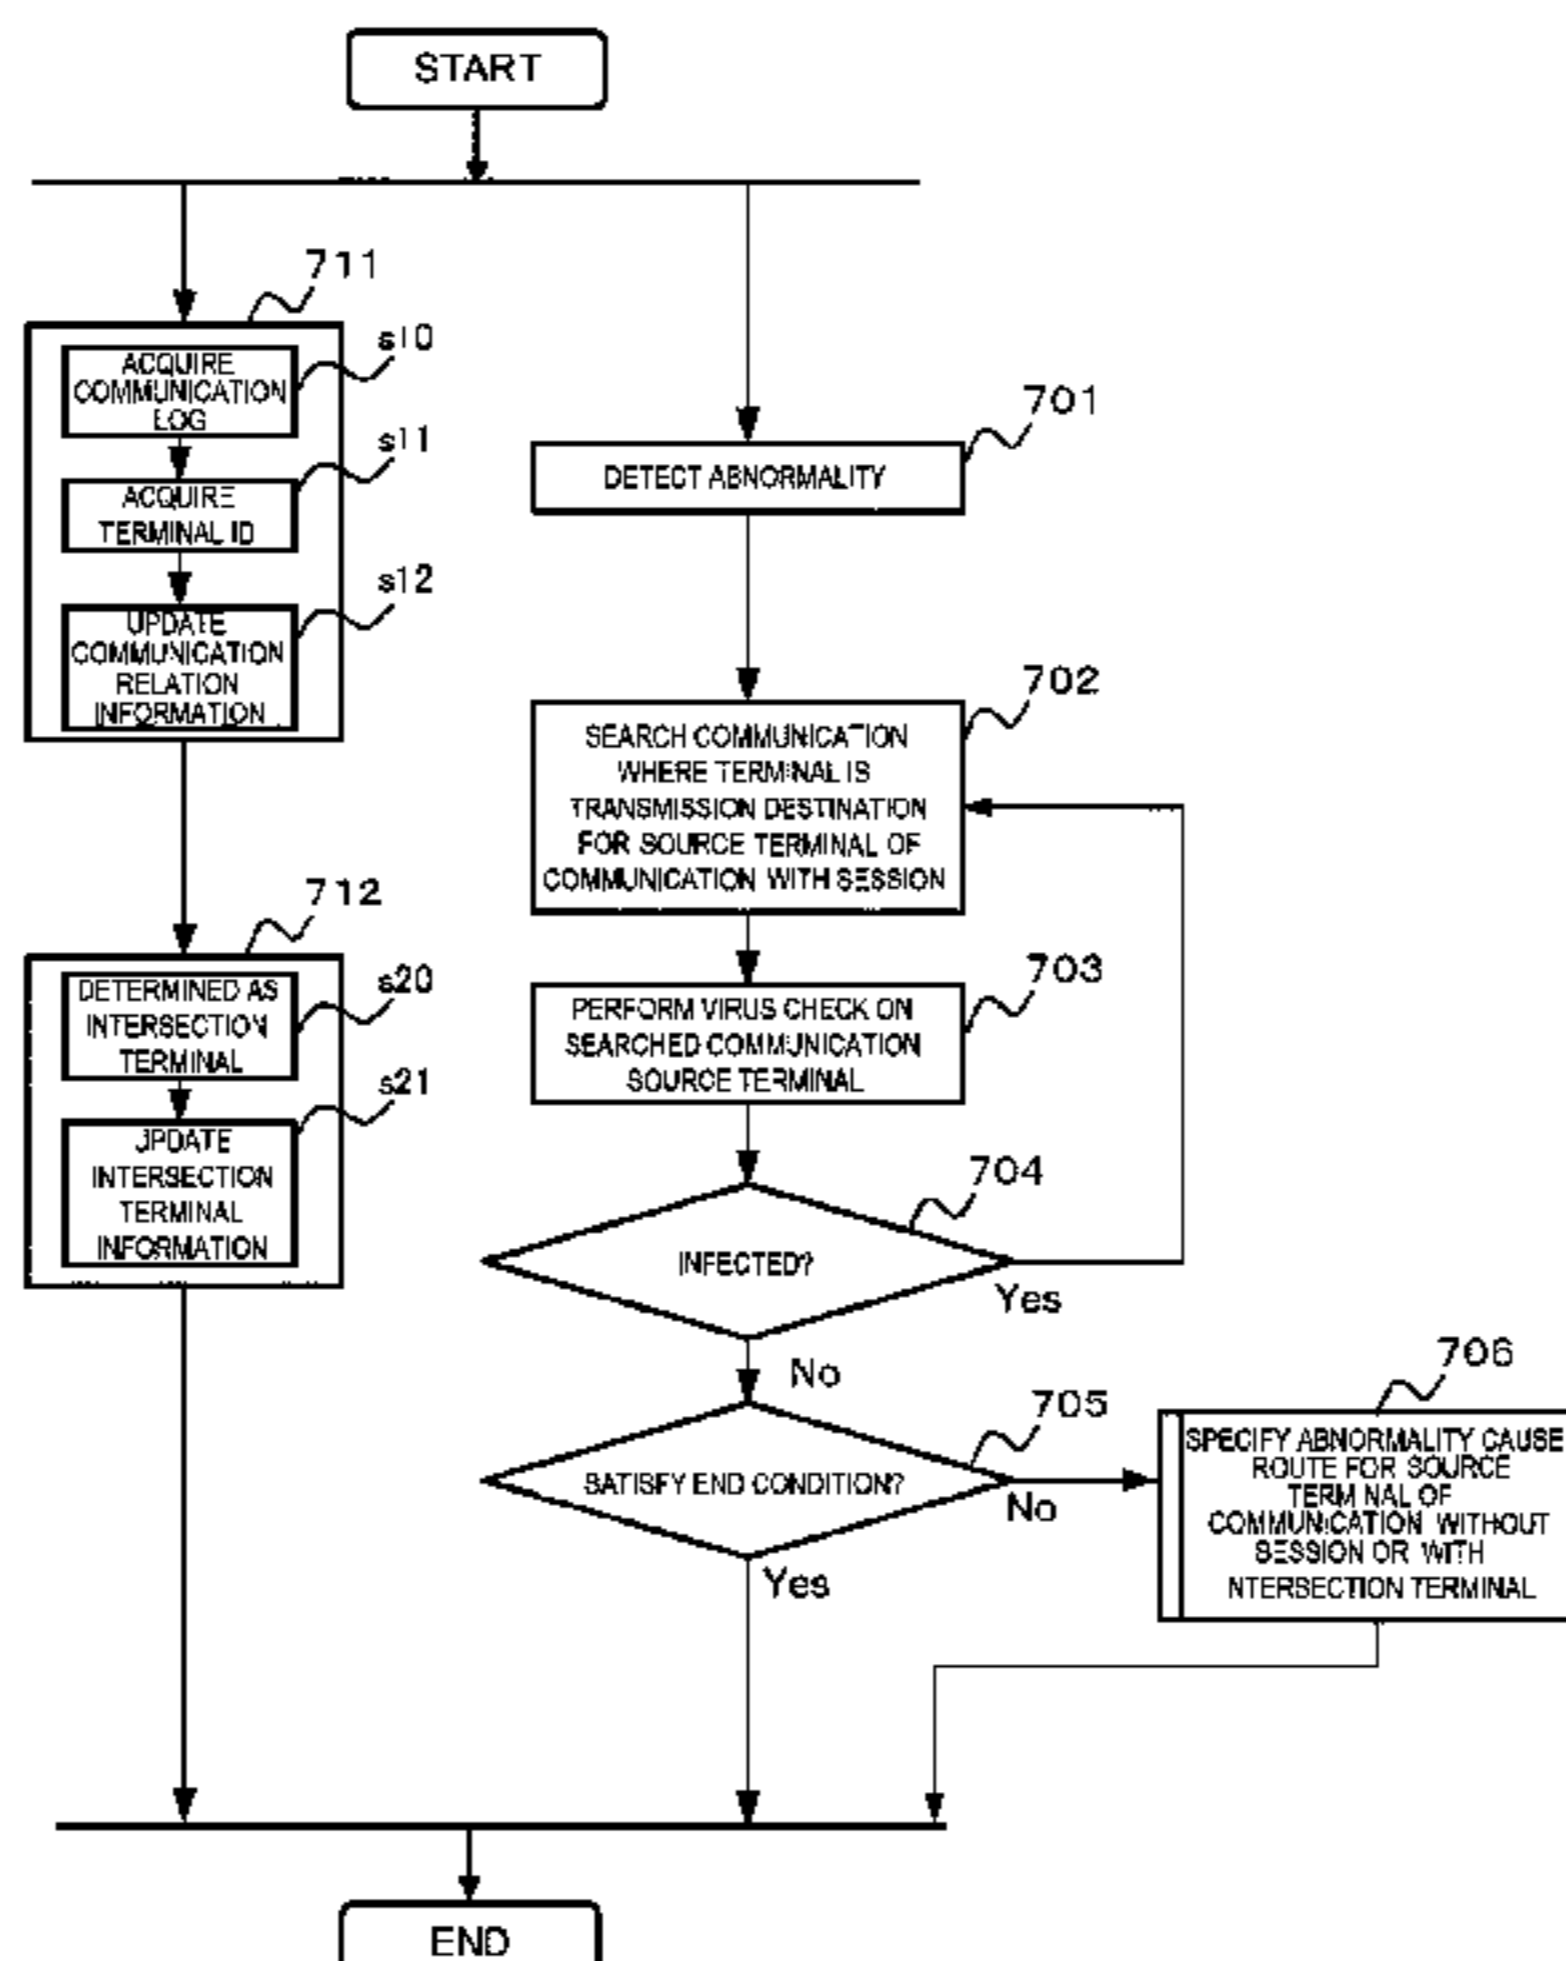 START
711
s10
ACQUIRE
COMMUNICATION
LOG
s11
ACQUIRE
TERMINAL ID
s12
UPDATE
COMMUNICATION
RELATION
INFORMATION
712
s20
DETERMINED AS
INTERSECTION
TERMINAL
s21
UPDATE
INTERSECTION
TERMINAL
INFORMATION
701
DETECT ABNORMALITY
702
SEARCH COMMUNICATION
WHERE TERMINAL IS
TRANSMISSION DESTINATION
FOR SOURCE TERMINAL OF
COMMUNICATION WITH SESSION
703
PERFORM VIRUS CHECK ON
SEARCHED COMMUNICATION
SOURCE TERMINAL
704
INFECTED?
Yes
No
705
SATISFY END CONDITION?
No
Yes
706
SPECIFY ABNORMALITY CAUSE
ROUTE FOR SOURCE
TERMINAL OF
COMMUNICATION WITHOUT
SESSION OR WITH
NTERSECTION TERMINAL
END